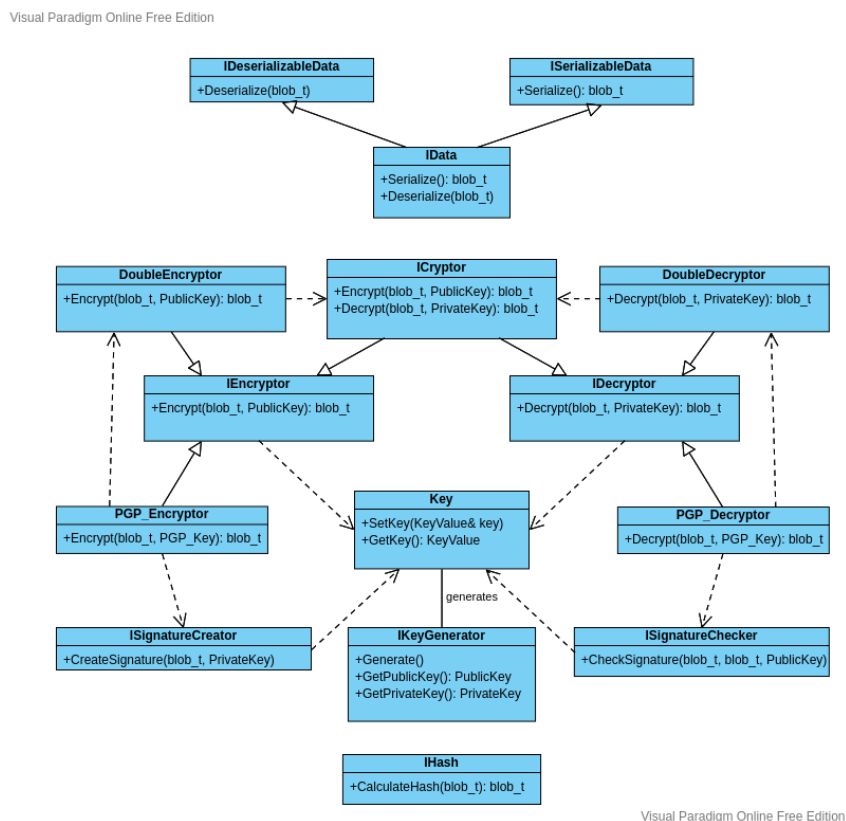 Visual Paradigm Online Free Edition
IDeserializableData
+Deserialize(blob_t)
ISerializableData
+Serialize(): blob_t
IData
+Serialize(): blob_t
+Deserialize(blob_t)
DoubleEncryptor
+Encrypt(blob_t, PublicKey): blob_t
ICryptor
+Encrypt(blob_t, PublicKey): blob_t
+Decrypt(blob_t, PrivateKey): blob_t
DoubleDecryptor
+Decrypt(blob_t, PrivateKey): blob_t
IEncryptor
+Encrypt(blob_t, PublicKey): blob_t
IDecryptor
+Decrypt(blob_t, PrivateKey): blob_t
PGP_Encryptor
+Encrypt(blob_t, PGP_Key): blob_t
Key
+SetKey(KeyValue& key)
+GetKey(): KeyValue
PGP_Decryptor
+Decrypt(blob_t, PGP_Key): blob_t
generates
ISignatureCreator
+CreateSignature(blob_t, PrivateKey)
IKeyGenerator
+Generate()
+GetPublicKey(): PublicKey
+GetPrivateKey(): PrivateKey
ISignatureChecker
+CheckSignature(blob_t, blob_t, PublicKey)
IHash
+CalculateHash(blob_t): blob_t
Visual Paradigm Online Free Edition